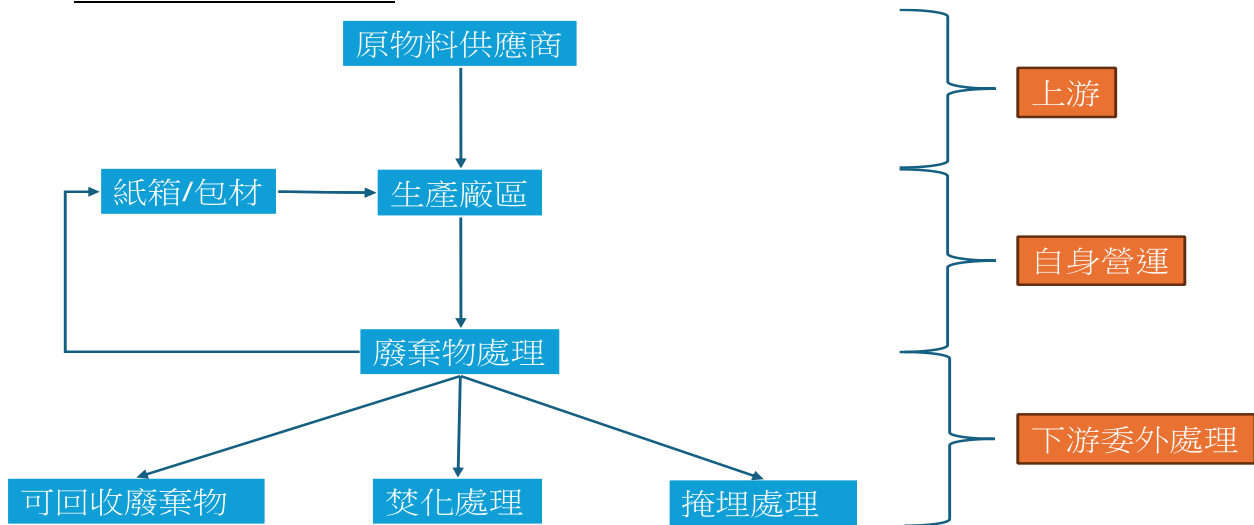 原物料供應商
上游
紙箱/包材
生產廠區
自身營運
廢棄物處理
下游委外處理
可回收廢棄物
焚化處理
掩埋處理